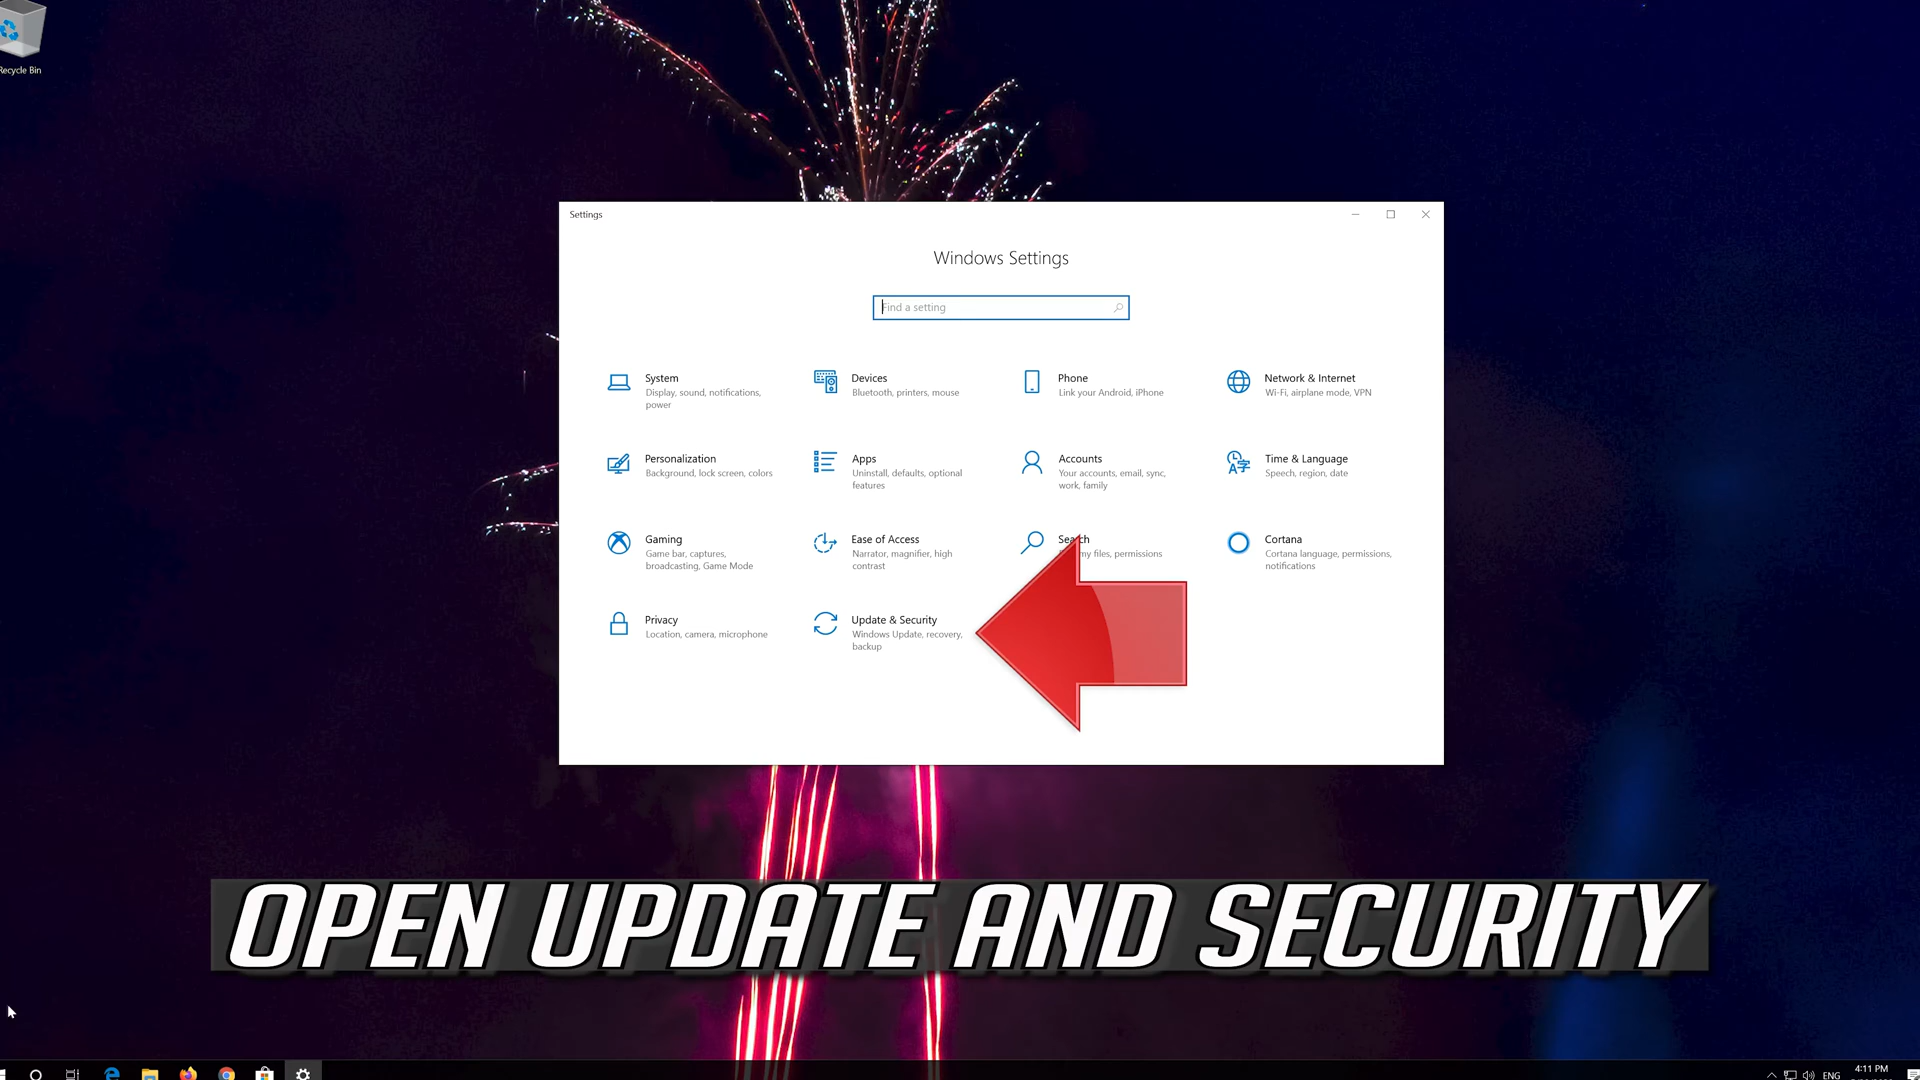 Recycle Bin
Settings
Windows Settings
Find a setting
System
Display, sound, notifications,
power
Devices
Bluetooth, printers, mouse
Phone
Link your Android, iPhone
Network & Internet
Wi-Fi, airplane mode, VPN
Personalization
Background, lock screen, colors
Apps
Uninstall, defaults, optional
features
Accounts
Your accounts, email, sync,
work, family
Time & Language
Speech, region, date
Gaming
Game bar, captures,
broadcasting, Game Mode
Ease of Access
Narrator, magnifier, high
contrast
Search
my files, permissions
Cortana
Cortana language, permissions,
notifications
Privacy
Location, camera, microphone
Update & Security
Windows Update, recovery,
backup
OPEN UPDATE AND SECURITY
ENG
4:11 PM